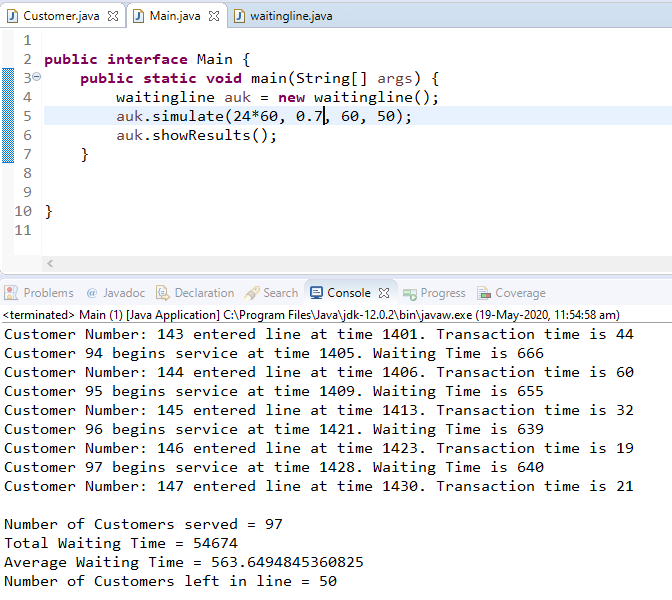 Customer.java Main.java waitingline.java
1
2 public interface Main {
3 public static void main(String[] args) {
4 waitingline auk = new waitingline();
5 auk.simulate(24*60, 0.7, 60, 50);
6 auk.showResults();
7 }
8
9
10 }
11
Problems @ Javadoc Declaration Search Console Progress Coverage
<terminated> Main (1) [Java Application] C:\Program Files\Java\jdk-12.0.2\bin\javaw.exe (19-May-2020, 11:54:58 am)
Customer Number: 143 entered line at time 1401. Transaction time is 44
Customer 94 begins service at time 1405. Waiting Time is 666
Customer Number: 144 entered line at time 1406. Transaction time is 60
Customer 95 begins service at time 1409. Waiting Time is 655
Customer Number: 145 entered line at time 1413. Transaction time is 32
Customer 96 begins service at time 1421. Waiting Time is 639
Customer Number: 146 entered line at time 1423. Transaction time is 19
Customer 97 begins service at time 1428. Waiting Time is 640
Customer Number: 147 entered line at time 1430. Transaction time is 21
Number of Customers served = 97
Total Waiting Time = 54674
Average Waiting Time = 563.6494845360825
Number of Customers left in line = 50